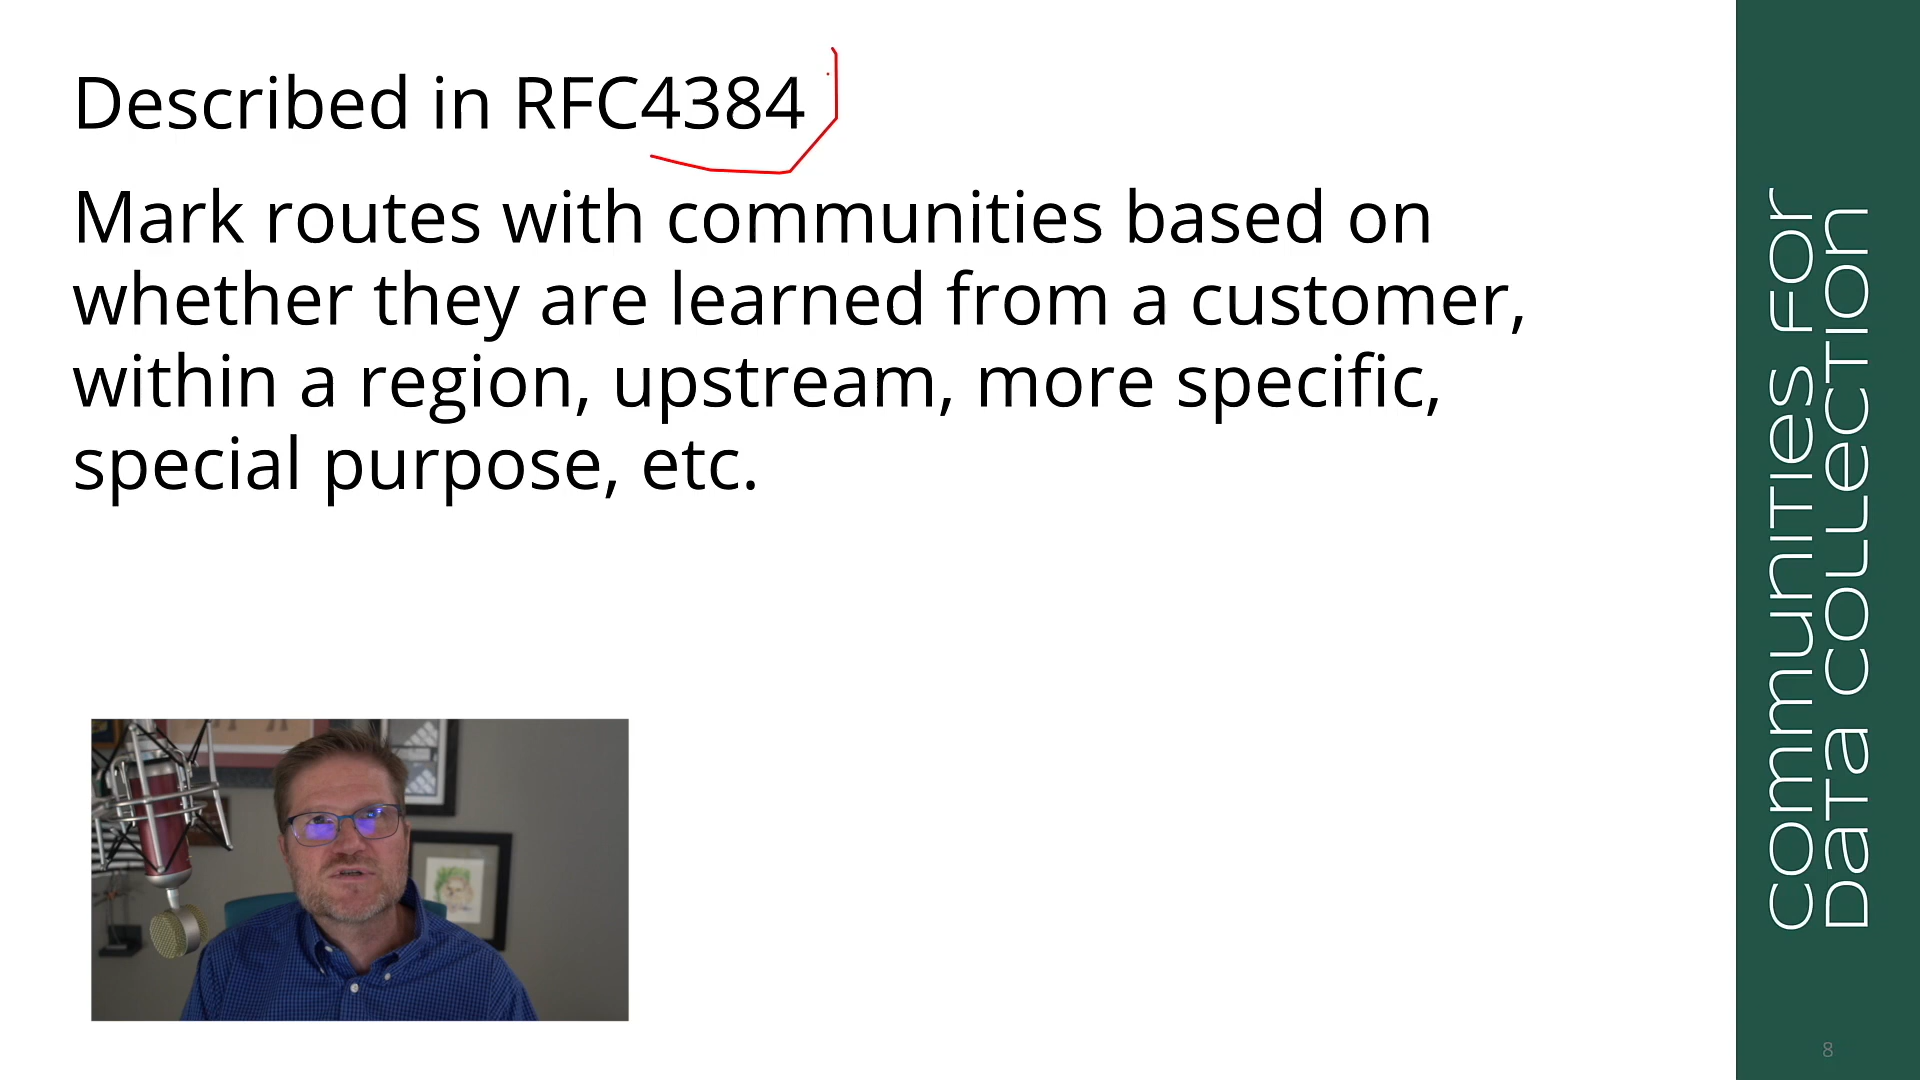 Described in RFC4384
Mark routes with communities based on
whether they are learned from a customer,
within a region, upstream, more specific,
special purpose, etc.
communities for
data collection
8